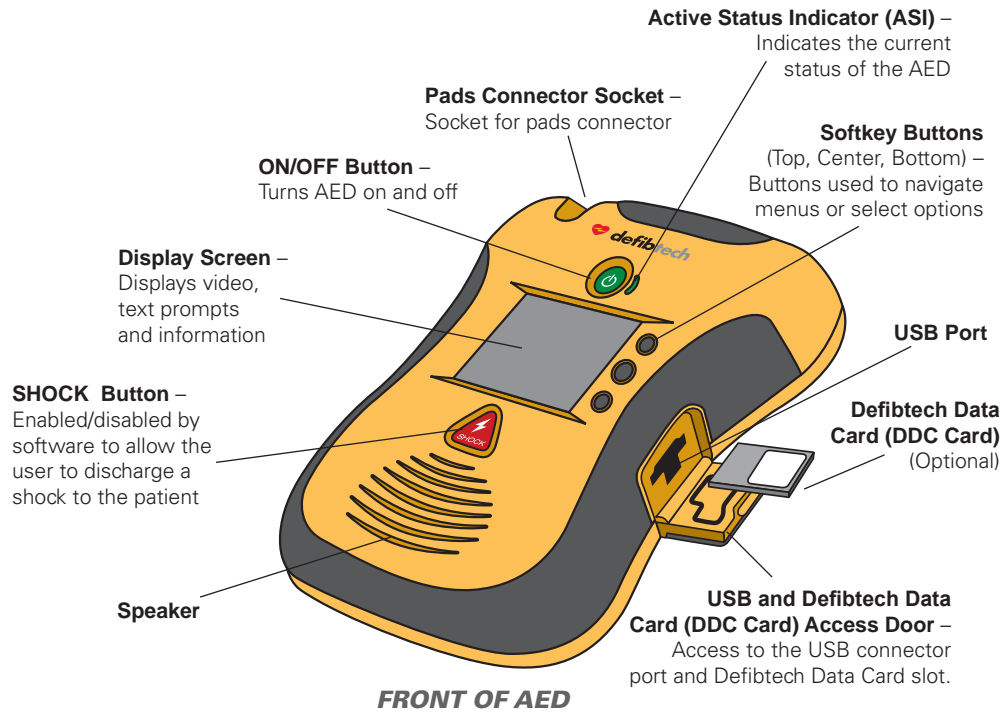 Active Status Indicator (ASI) –
Indicates the current
status of the AED
Pads Connector Socket –
Socket for pads connector
Softkey Buttons
(Top, Center, Bottom) –
Buttons used to navigate
menus or select options
ON/OFF Button –
Turns AED on and off
defibtech
Display Screen –
Displays video,
text prompts
and information
USB Port
SHOCK Button –
Enabled/disabled by
software to allow the
user to discharge a
shock to the patient
SHOCK
Defibtech Data
Card (DDC Card)
(Optional)
Speaker
USB and Defibtech Data
Card (DDC Card) Access Door –
Access to the USB connector
port and Defibtech Data Card slot.
FRONT OF AED